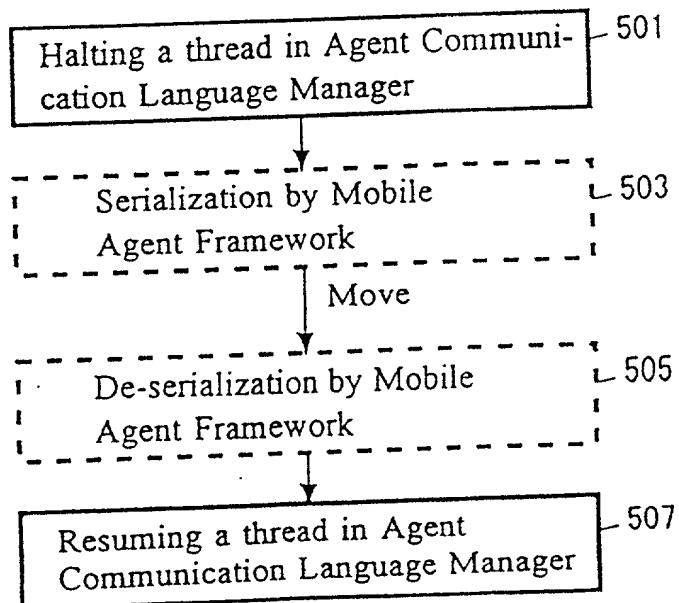 Halting a thread in Agent Communi-
cation Language Manager
501
Serialization by Mobile
Agent Framework
503
Move
De-serialization by Mobile
Agent Framework
505
Resuming a thread in Agent
Communication Language Manager
507